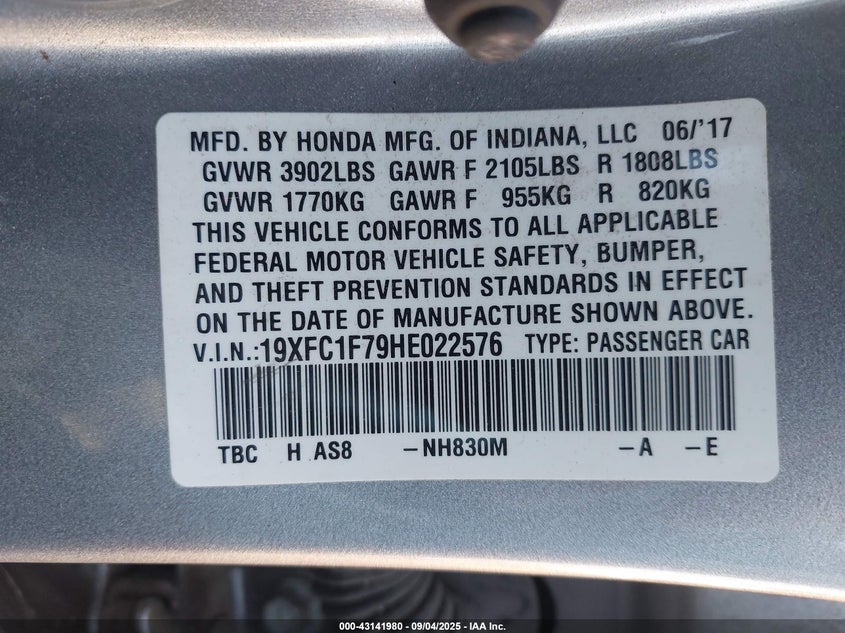 MFD. BY HONDA MFG. OF INDIANA, LLC 06/'17
GVWR 3902LBS GAWR F 2105LBS R 1808LBS
GVWR 1770KG GAWR F 955KG R 820KG
THIS VEHICLE CONFORMS TO ALL APPLICABLE
FEDERAL MOTOR VEHICLE SAFETY, BUMPER,
AND THEFT PREVENTION STANDARDS IN EFFECT
ON THE DATE OF MANUFACTURE SHOWN ABOVE.
V.I.N.:19XFC1F79HE022576 TYPE: PASSENGER CAR
TBC H AS8 –NH830M –A –E
000-43141980 - 09/04/2025 - IAA Inc.